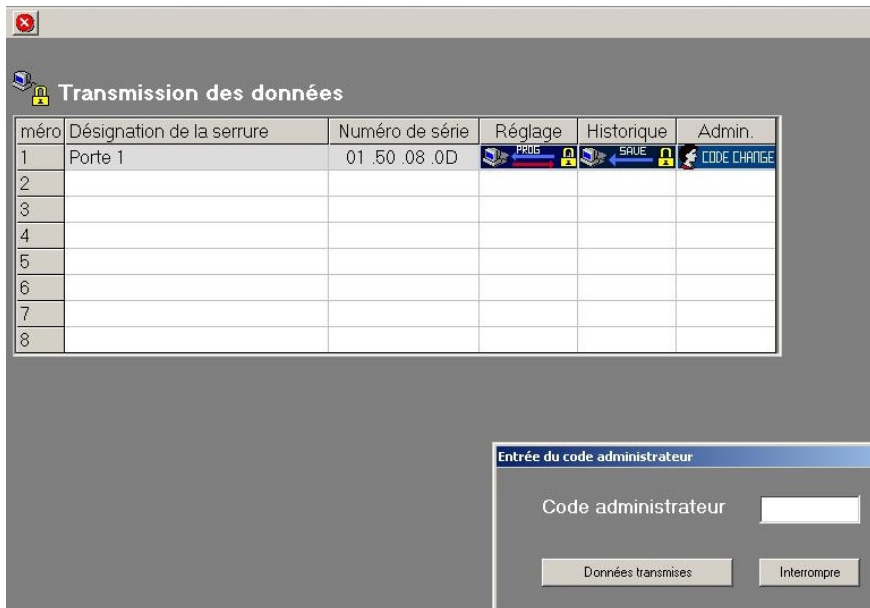 Transmission des données
méro Désignation de la serrure Numéro de série Réglage Historique Admin.
1 Porte 1 01 .50 .08 .0D PROG SAVE CODE CHANGE
2
3
4
5
6
7
8
Entrée du code administrateur
Code administrateur
Données transmises Interrompre